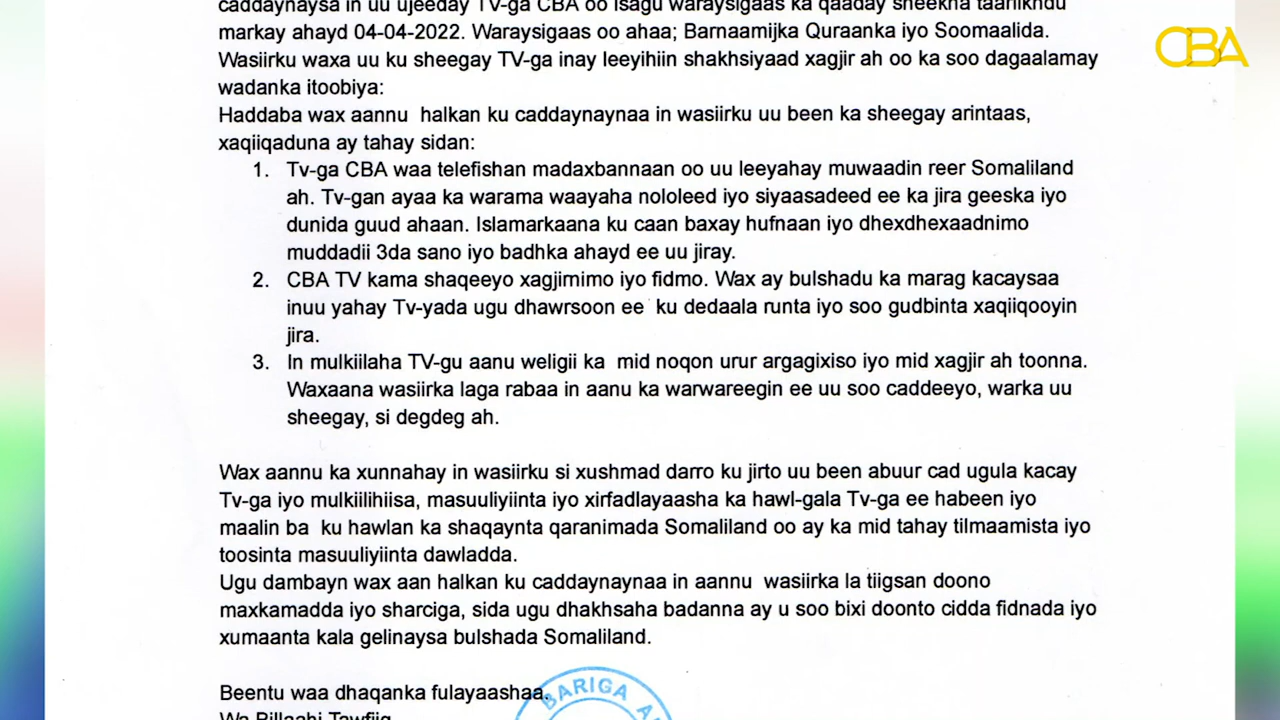 caddaynaysa in uu ujeeday TV-ga CBA oo isagu waraysigaas ka qaaday sheekha taariikhdu
markay ahayd 04-04-2022. Waraysigaas oo ahaa; Barnaamijka Quraanka iyo Soomaalida.
Wasiirku waxa uu ku sheegay TV-ga inay leeyihiin shakhsiyaad xagjir ah oo ka soo dagaalamay
wadanka itoobiya:
Haddaba wax aannu halkan ku caddaynaynaa in wasiirku uu been ka sheegay arintaas,
xaqiiqaduna ay tahay sidan:
1. Tv-ga CBA waa telefishan madaxbannaan oo uu leeyahay muwaadin reer Somaliland
ah. Tv-gan ayaa ka warama waayaha nololeed iyo siyaasadeed ee ka jira geeska iyo
dunida guud ahaan. Islamarkaana ku caan baxay hufnaan iyo dhexdhexaadnimo
muddadii 3da sano iyo badhka ahayd ee uu jiray.
2. CBA TV kama shaqeeyo xagjirnimo iyo fidmo. Wax ay bulshadu ka marag kacaysaa
inuu yahay Tv-yada ugu dhawrsoon ee ku dedaala runta iyo soo gudbinta xaqiiqooyin
jira.
3. In mulkiilaha TV-gu aanu weligii ka mid noqon urur argagixiso iyo mid xagjir ah toonna.
Waxaana wasiirka laga rabaa in aanu ka warwareegin ee uu soo caddeeyo, warka uu
sheegay, si degdeg ah.
Wax aannu ka xunnahay in wasiirku si xushmad darro ku jirto uu been abuur cad ugula kacay
Tv-ga iyo mulkiilihiisa, masuuliyiinta iyo xirfadlayaasha ka hawl-gala Tv-ga ee habeen iyo
maalin ba ku hawlan ka shaqaynta qaranimada Somaliland oo ay ka mid tahay tilmaamista iyo
toosinta masuuliyiinta dawladda.
Ugu dambayn wax aan halkan ku caddaynaynaa in aannu wasiirka la tiigsan doono
maxkamadda iyo sharciga, sida ugu dhakhsaha badanna ay u soo bixi doonto cidda fidnada iyo
xumaanta kala gelinaysa bulshada Somaliland.
Beentu waa dhaqanka fulayaashaa.
Wa Billaahi Tawfiiq
BARIGA
CBA